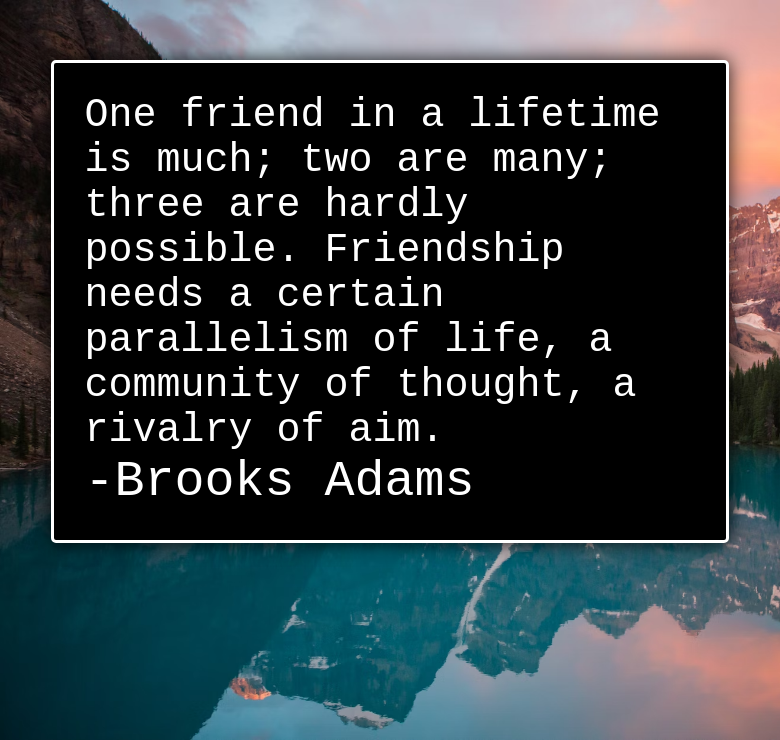 One friend in a lifetime
is much; two are many;
three are hardly
possible. Friendship
needs a certain
parallelism of life, a
community of thought, a
rivalry of aim.
-Brooks Adams